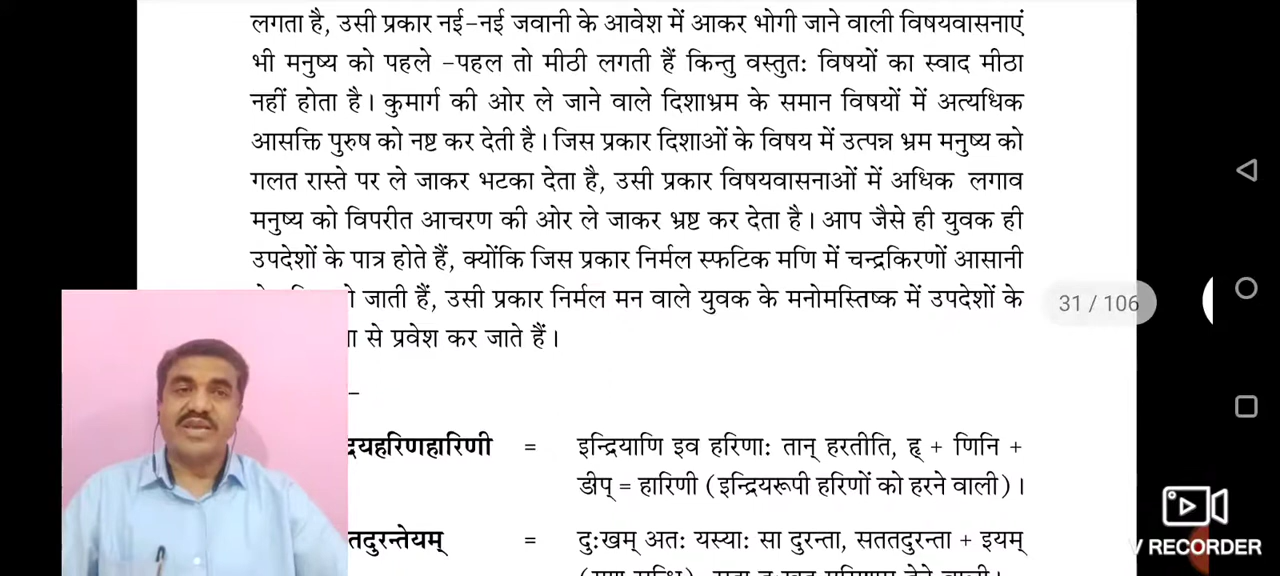 लगता है, उसी प्रकार नई-नई जवानी के आवेश में आकर भोगी जाने वाली विषयवासनाएं
भी मनुष्य को पहले -पहल तो मीठी लगती हैं किन्तु वस्तुत: विषयों का स्वाद मीठा
नहीं होता है। कुमार्ग की ओर ले जाने वाले दिशाभ्रम के समान विषयों में अत्यधिक
आसक्ति पुरुष को नष्ट कर देती है। जिस प्रकार दिशाओं के विषय में उत्पन्न भ्रम मनुष्य को
गलत रास्ते पर ले जाकर भटका देता है, उसी प्रकार विषयवासनाओं में अधिक लगाव
मनुष्य को विपरीत आचरण की ओर ले जाकर भ्रष्ट कर देता है। आप जैसे ही युवक ही
उपदेशों के पात्र होते हैं, क्योंकि जिस प्रकार निर्मल स्फटिक मणि में चन्द्रकिरणों आसानी
जाती हैं, उसी प्रकार निर्मल मन वाले युवक के मनोमस्तिष्क में उपदेशों के
से प्रवेश कर जाते हैं।
–
द्रयहरिणहारिणी = इन्द्रियाणि इव हरिणा: तान् हरतीति, हृ + णिनि +
ङीप् = हारिणी (इन्द्रियरूपी हरिणों को हरने वाली)।
तदुरन्तेयम् = दु:खम् अत: यस्या: सा दुरन्ता, सततदुरन्ता + इयम्
31 / 106
V RECORDER